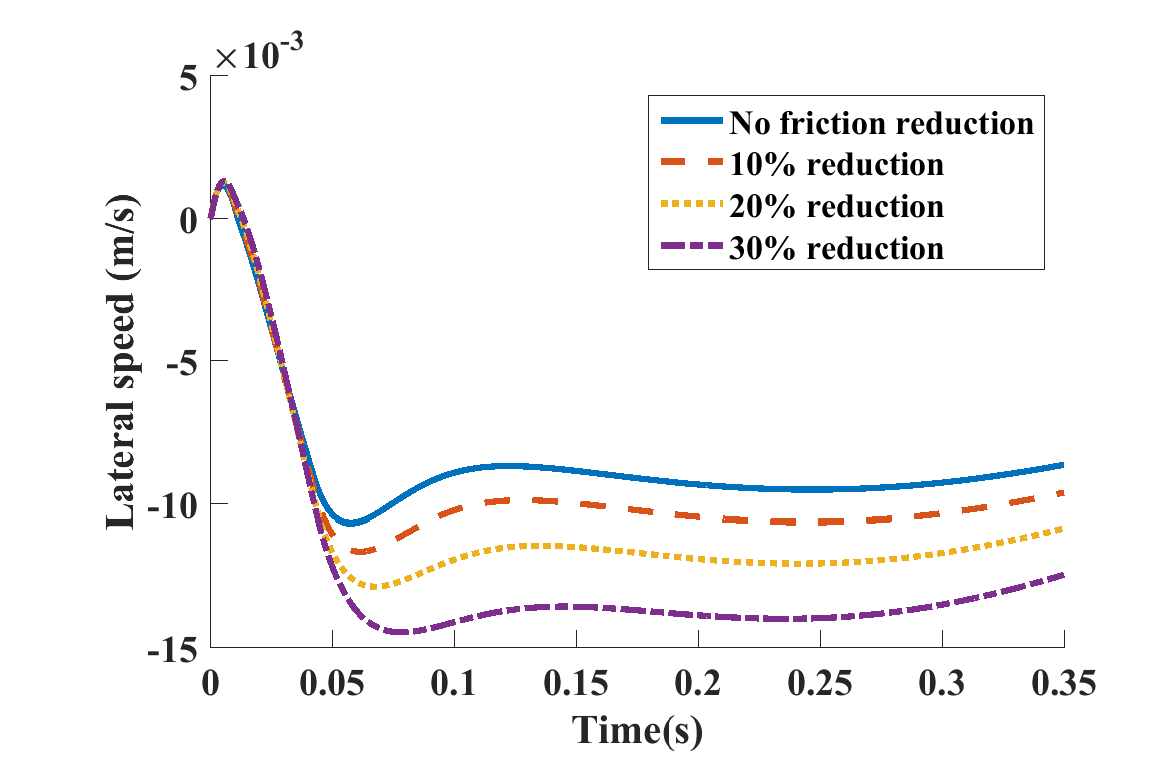 ×10-3
5
0
-5
-10
-15
Lateral speed (m/s)
No friction reduction
10% reduction
20% reduction
30% reduction
0 0.05 0.1 0.15 0.2 0.25 0.3 0.35
Time(s)